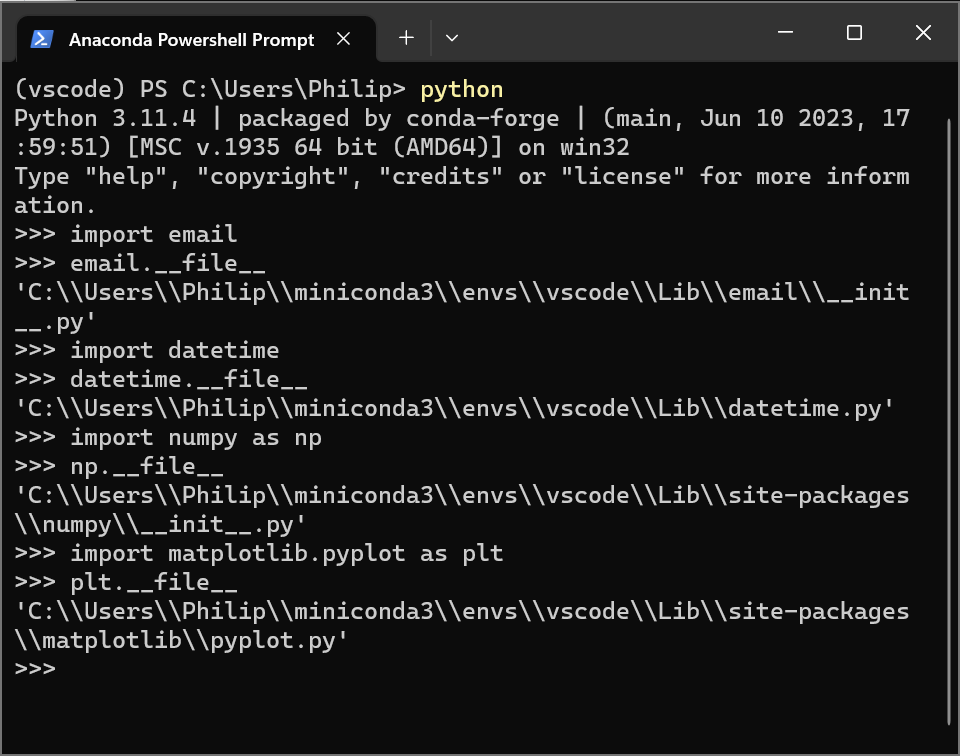 Anaconda Powershell Prompt
(vscode) PS C:\Users\Philip> python
Python 3.11.4 | packaged by conda-forge | (main, Jun 10 2023, 17
:59:51) [MSC v.1935 64 bit (AMD64)] on win32
Type "help", "copyright", "credits" or "license" for more inform
ation.
>>> import email
>>> email.__file__
'C:\\Users\\Philip\\miniconda3\\envs\\vscode\\Lib\\email\\__init
__.py'
>>> import datetime
>>> datetime.__file__
'C:\\Users\\Philip\\miniconda3\\envs\\vscode\\Lib\\datetime.py'
>>> import numpy as np
>>> np.__file__
'C:\\Users\\Philip\\miniconda3\\envs\\vscode\\Lib\\site-packages
\\numpy\\__init__.py'
>>> import matplotlib.pyplot as plt
>>> plt.__file__
'C:\\Users\\Philip\\miniconda3\\envs\\vscode\\Lib\\site-packages
\\matplotlib\\pyplot.py'
>>>